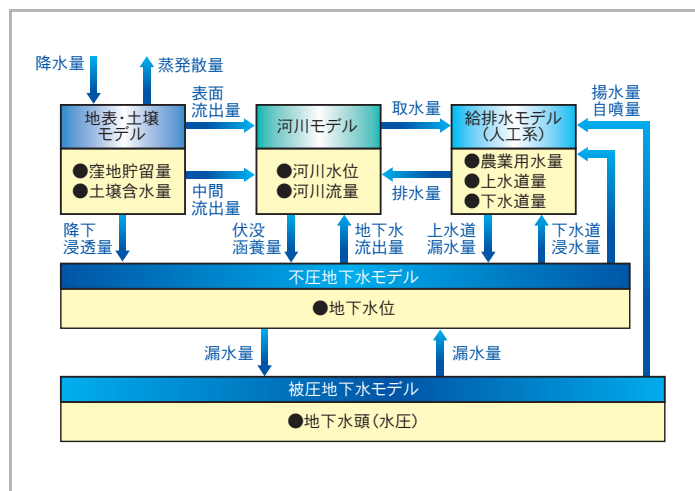 降水量
蒸発散量
表面
流出量
取水量
揚水量
自噴量
地表・土壌
モデル
河川モデル
給排水モデル
(人工系)
●窪地貯留量
●土壌含水量
中間
流出量
●河川水位
●河川流量
排水量
●農業用水量
●上水道量
●下水道量
降下
浸透量
伏没
涵養量
地下水
流出量
上水道
漏水量
下水道
浸水量
不圧地下水モデル
●地下水位
漏水量
漏水量
被圧地下水モデル
●地下水頭(水圧)